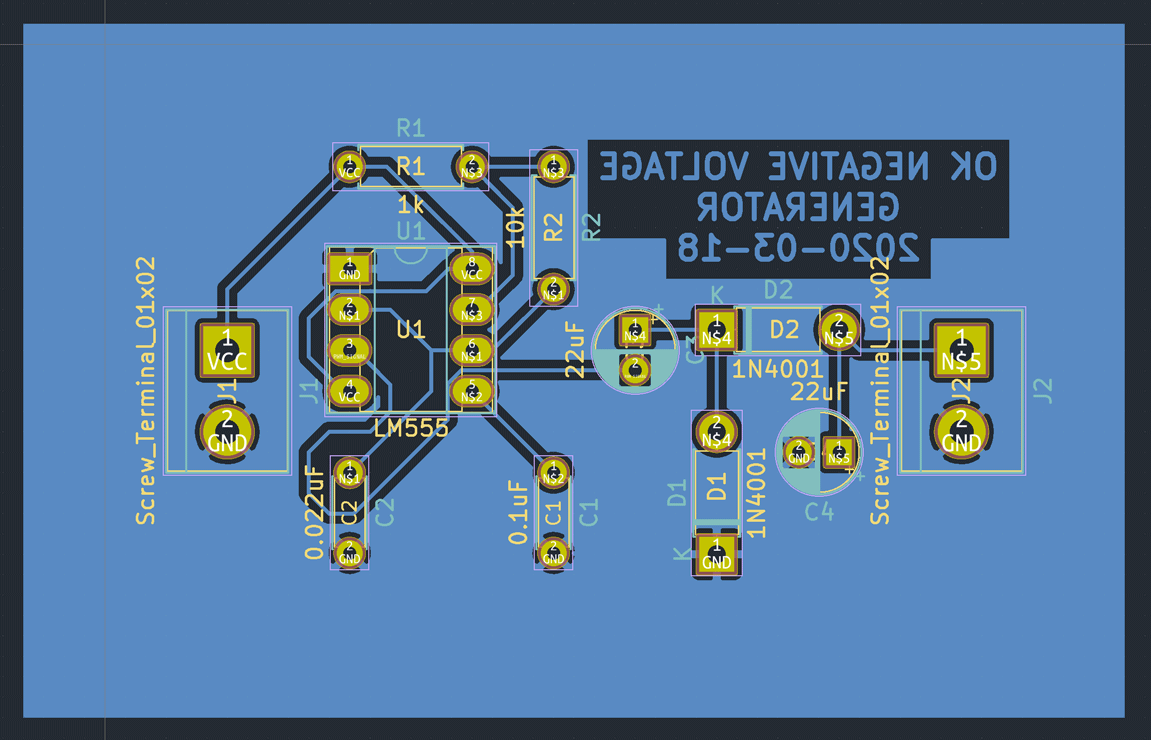 R1
1
VCC
R1
2
N$3
1k
1
N$3
10k
R2
R2
2
N$1
OK NEGATIVE VOLTAGE
GENERATOR
2020-03-18
U1
1
GND
2
N$1
3
4
VCC
U1
8
VCC
7
N$3
6
N$1
5
N$2
LM555
Screw_Terminal_01x02
1
VCC
J1
2
GND
J1
22uF
1
N$4
2
+
C3
K
D2
1
N$4
D2
2
N$5
1N4001
22uF
Screw_Terminal_01x02
1
N$5
J2
2
GND
J2
0.022uF
1
N$1
C2
2
GND
C2
0.1uF
1
N$2
C1
2
GND
C1
2
N$4
D1
D1
1N4001
K
1
GND
2
GND
1
N$5
+
C4